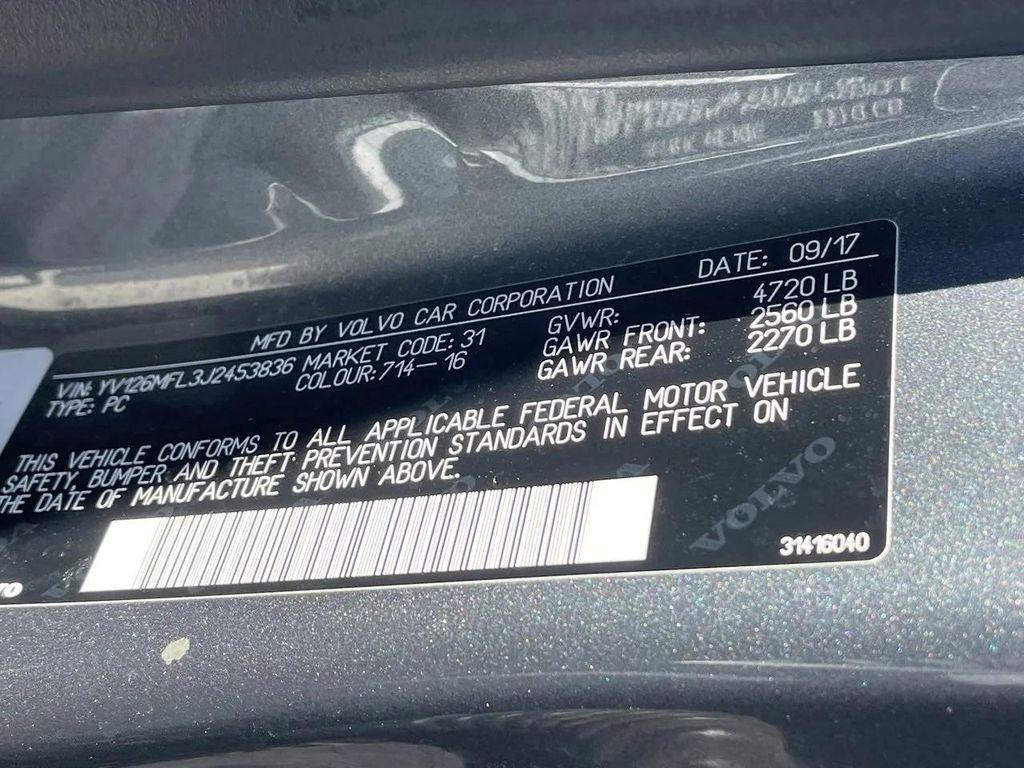 DATE: 09/17
MFD BY VOLVO CAR CORPORATION
VIN: YV126MFL3J2453836 MARKET CODE: 31 GVWR: 4720 LB
TYPE: PC COLOUR: 714-16 GAWR FRONT: 2560 LB
GAWR REAR: 2270 LB
THIS VEHICLE CONFORMS TO ALL APPLICABLE FEDERAL MOTOR VEHICLE
SAFETY, BUMPER AND THEFT PREVENTION STANDARDS IN EFFECT ON
THE DATE OF MANUFACTURE SHOWN ABOVE.
VOLVO
31416040